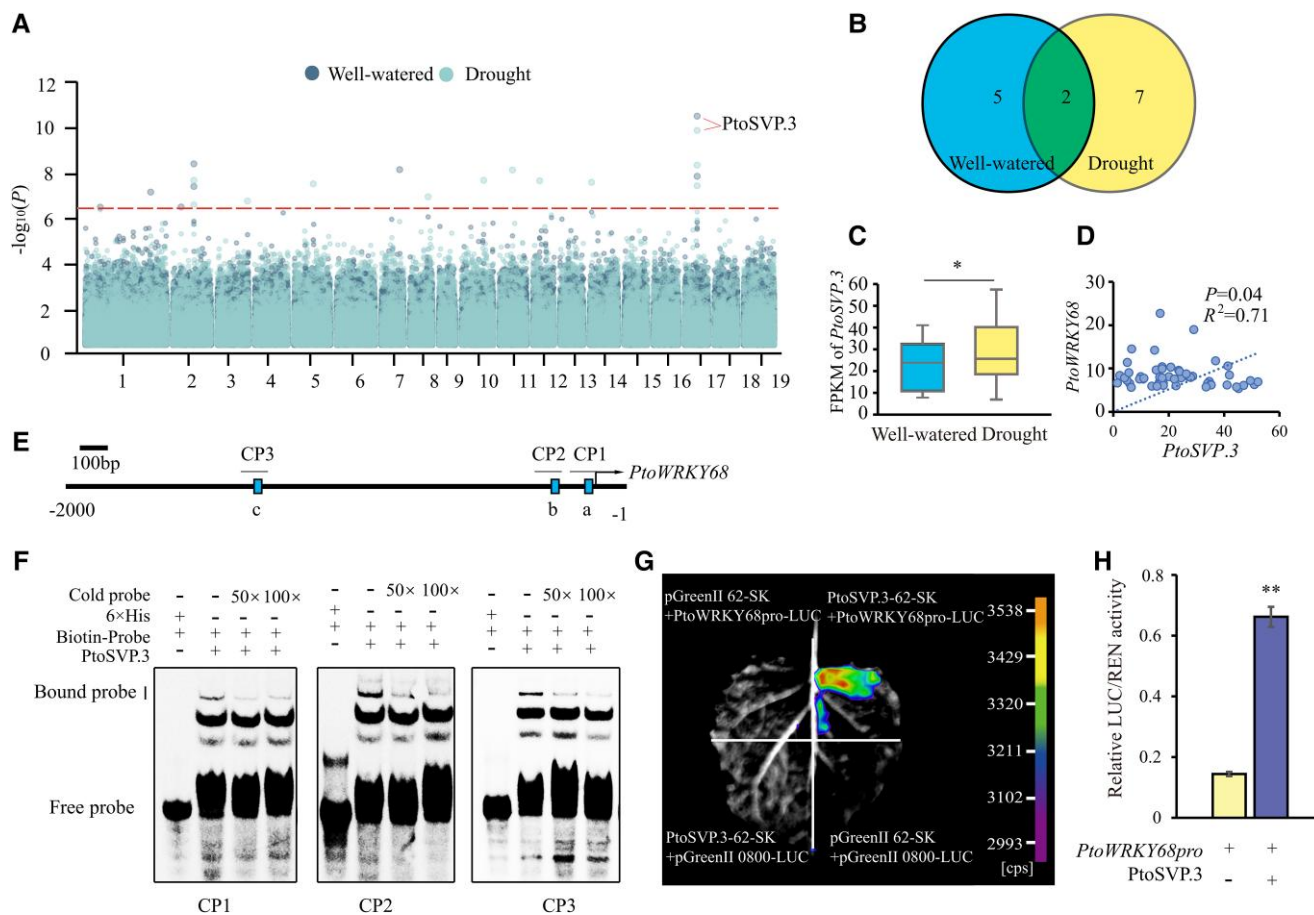 A
Well-watered Drought
12
10
8
6
4
2
0
-log₁₀(P)
PtoSVP.3
1 2 3 4 5 6 7 8 9 10 11 12 13 14 15 16 17 18 19
B
5 2 7
Well-watered Drought
C
*
50
60
50
40
30
20
10
0
FPKM of PtoSVP.3
Well-watered Drought
D
P=0.04
R²=0.71
30
20
10
0
PtoWRKY68
0 20 40 60
PtoSVP.3
E
100bp
CP3 CP2 CP1
PtoWRKY68
-2000 c b a -1
F
Cold probe - - 50× 100× - - 50× 100× - - 50× 100×
6×His + - - - + - - - + - - -
Biotin-Probe + + + + + + + + + + + +
PtoSVP.3 - + + + - + + + - + + +
Bound probe
Free probe
CP1 CP2 CP3
G
pGreenII 62-SK
+PtoWRKY68pro-LUC
PtoSVP.3-62-SK
+PtoWRKY68pro-LUC
PtoSVP.3-62-SK
+pGreenII 0800-LUC
pGreenII 62-SK
+pGreenII 0800-LUC
3538
3429
3320
3211
3102
2993
[cps]
H
**
0.8
0.6
0.4
0.2
0
Relative LUC/REN activity
PtoWRKY68pro + +
PtoSVP.3 - +